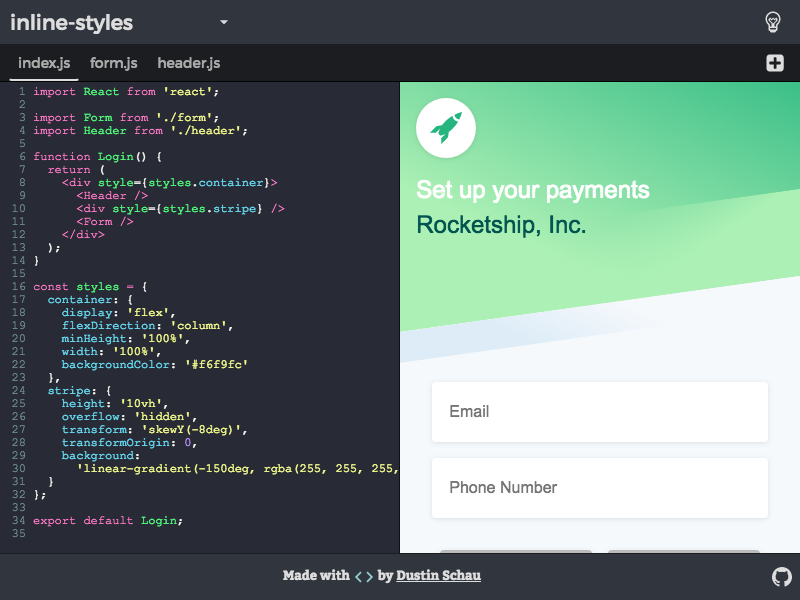 inline-styles
index.js form.js header.js
1 import React from 'react';
2
3 import Form from './form';
4 import Header from './header';
5
6 function Login() {
7 return (
8 <div style={styles.container}>
9 <Header />
10 <div style={styles.stripe} />
11 <Form />
12 </div>
13 );
14 }
15
16 const styles = {
17 container: {
18 display: 'flex',
19 flexDirection: 'column',
20 minHeight: '100%',
21 width: '100%',
22 backgroundColor: '#f6f9fc'
23 },
24 stripe: {
25 height: '10vh',
26 overflow: 'hidden',
27 transform: 'skewY(-8deg)',
28 transformOrigin: 0,
29 background:
30 'linear-gradient(-150deg, rgba(255, 255, 255,
31 }
32 };
33
34 export default Login;
35
Set up your payments
Rocketship, Inc.
Email
Phone Number
Made with <> by Dustin Schau